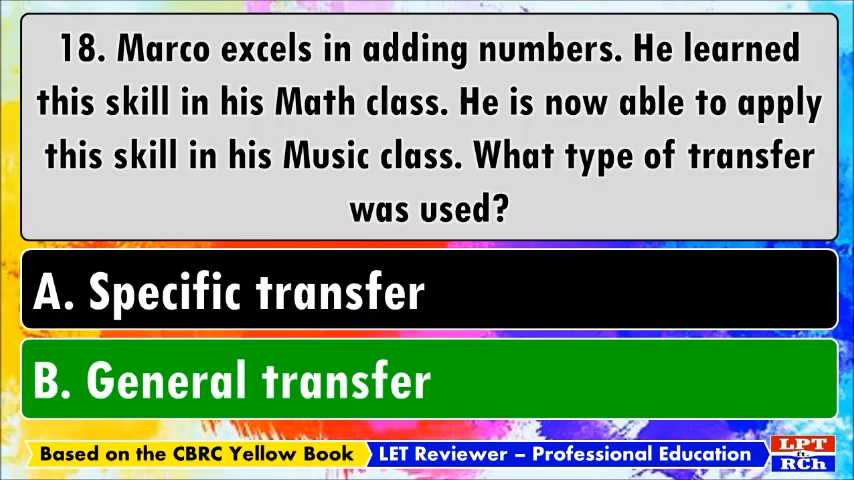 18. Marco excels in adding numbers. He learned
this skill in his Math class. He is now able to apply
this skill in his Music class. What type of transfer
was used?
A. Specific transfer
B. General transfer
Based on the CBRC Yellow Book
LET Reviewer – Professional Education
LPT
ft.
RCh